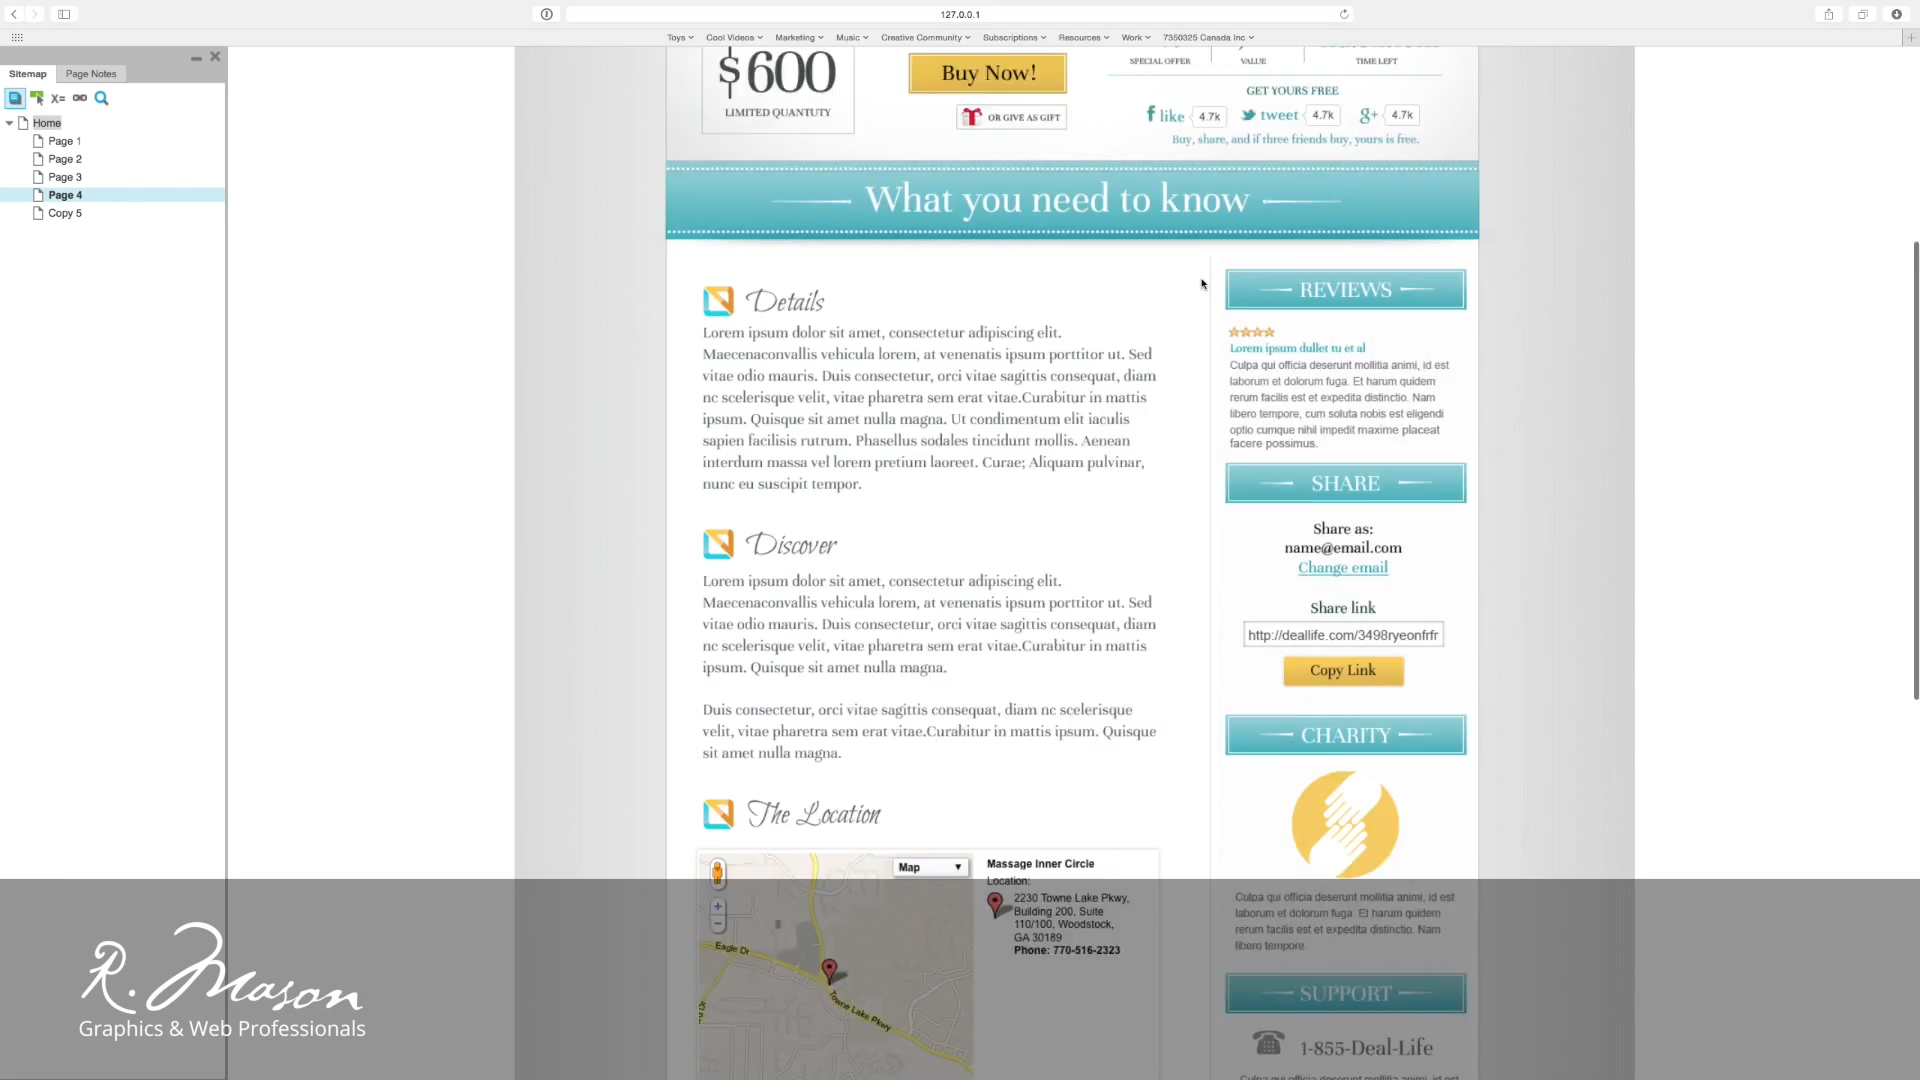 127.0.0.1
Toys Cool Videos Marketing Music Creative Community Subscriptions Resources Work 7350325 Canada Inc
Sitemap Page Notes
X=
Home
Page 1
Page 2
Page 3
Page 4
Copy 5
$600
LIMITED QUANTUTY
Buy Now!
OR GIVE AS GIFT
SPECIAL OFFER VALUE TIME LEFT
GET YOURS FREE
like 4.7k tweet 4.7k g+ 4.7k
Buy, share, and if three friends buy, yours is free.
What you need to know
Details
Lorem ipsum dolor sit amet, consectetur adipiscing elit.
Maecenaconvallis vehicula lorem, at venenatis ipsum porttitor ut. Sed
vitae odio mauris. Duis consectetur, orci vitae sagittis consequat, diam
nc scelerisque velit, vitae pharetra sem erat vitae.Curabitur in mattis
ipsum. Quisque sit amet nulla magna. Ut condimentum elit iaculis
sapien facilisis rutrum. Phasellus sodales tincidunt mollis. Aenean
interdum massa vel lorem pretium laoreet. Curae; Aliquam pulvinar,
nunc eu suscipit tempor.
Discover
Lorem ipsum dolor sit amet, consectetur adipiscing elit.
Maecenaconvallis vehicula lorem, at venenatis ipsum porttitor ut. Sed
vitae odio mauris. Duis consectetur, orci vitae sagittis consequat, diam
nc scelerisque velit, vitae pharetra sem erat vitae.Curabitur in mattis
ipsum. Quisque sit amet nulla magna.
Duis consectetur, orci vitae sagittis consequat, diam nc scelerisque
velit, vitae pharetra sem erat vitae.Curabitur in mattis ipsum. Quisque
sit amet nulla magna.
The Location
Map
Eagle Dr
Towne Lake Pkwy
Massage Inner Circle
Location:
2230 Towne Lake Pkwy,
Building 200, Suite
110/100, Woodstock,
GA 30189
Phone: 770-516-2323
REVIEWS
Lorem ipsum dullet tu et al
Culpa qui officia deserunt mollitia animi, id est
laborum et dolorum fuga. Et harum quidem
rerum facilis est et expedita distinctio. Nam
libero tempore, cum soluta nobis est eligendi
optio cumque nihil impedit maxime placeat
facere possimus.
SHARE
Share as:
name@email.com
Change email
Share link
http://deallife.com/3498ryeonfrfr
Copy Link
CHARITY
Culpa qui officia deserunt mollitia animi, id est
laborum et dolorum fuga. Et harum quidem
rerum facilis est et expedita distinctio. Nam
libero tempore.
SUPPORT
1-855-Deal-Life
R. Mason
Graphics & Web Professionals